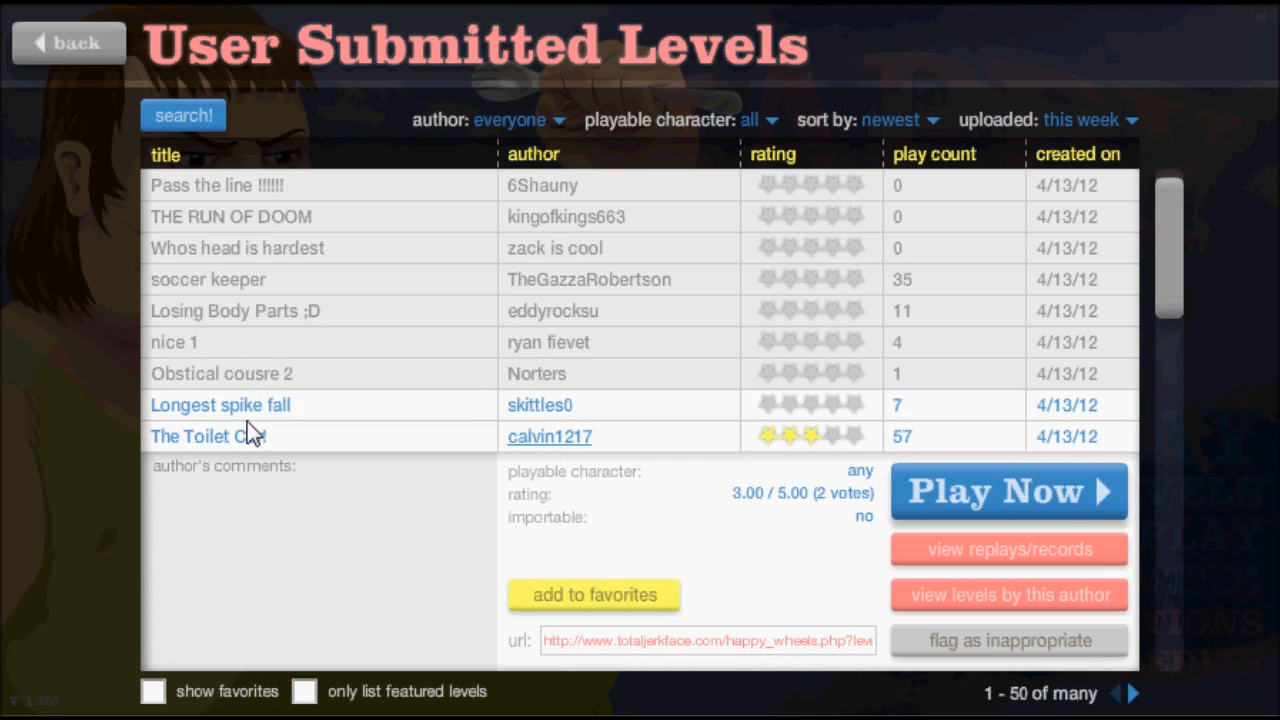 back
User Submitted Levels
search!
author: everyone playable character: all sort by: newest uploaded: this week
title author rating play count created on
Pass the line !!!!!! 6Shauny 0 4/13/12
THE RUN OF DOOM kingofkings663 0 4/13/12
Whos head is hardest zack is cool 0 4/13/12
soccer keeper TheGazzaRobertson 35 4/13/12
Losing Body Parts ;D eddyrocksu 11 4/13/12
nice 1 ryan fievet 4 4/13/12
Obstical cousre 2 Norters 1 4/13/12
Longest spike fall skittles0 7 4/13/12
The Toilet calvin1217 57 4/13/12
author's comments:
playable character: any
rating: 3.00 / 5.00 (2 votes)
importable: no
Play Now
view replays/records
add to favorites
view levels by this author
url: http://www.totaljerkface.com/happy_wheels.php?leve
flag as inappropriate
show favorites only list featured levels
1 - 50 of many
v 1.62